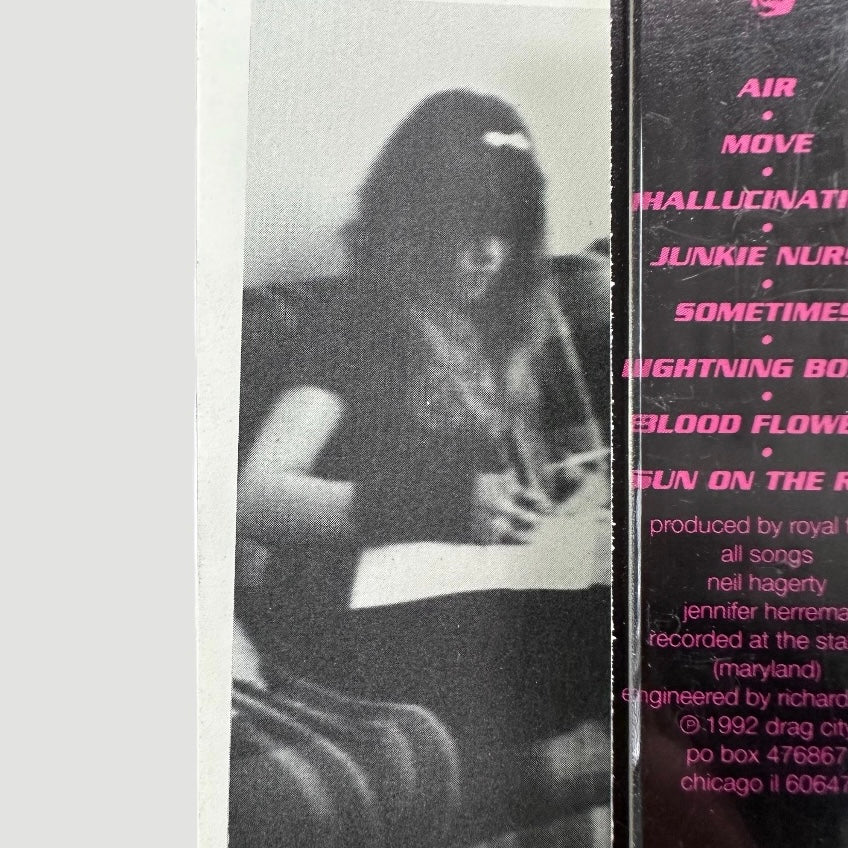 AIR
•
MOVE
•
HALLUCINATI
•
JUNKIE NURS
•
SOMETIMES
•
LIGHTNING BO
•
BLOOD FLOWE
•
SUN ON THE R
produced by royal t
all songs
neil hagerty
jennifer herrema
recorded at the sta
(maryland)
engineered by richard
℗ 1992 drag city
po box 476867
chicago il 60647